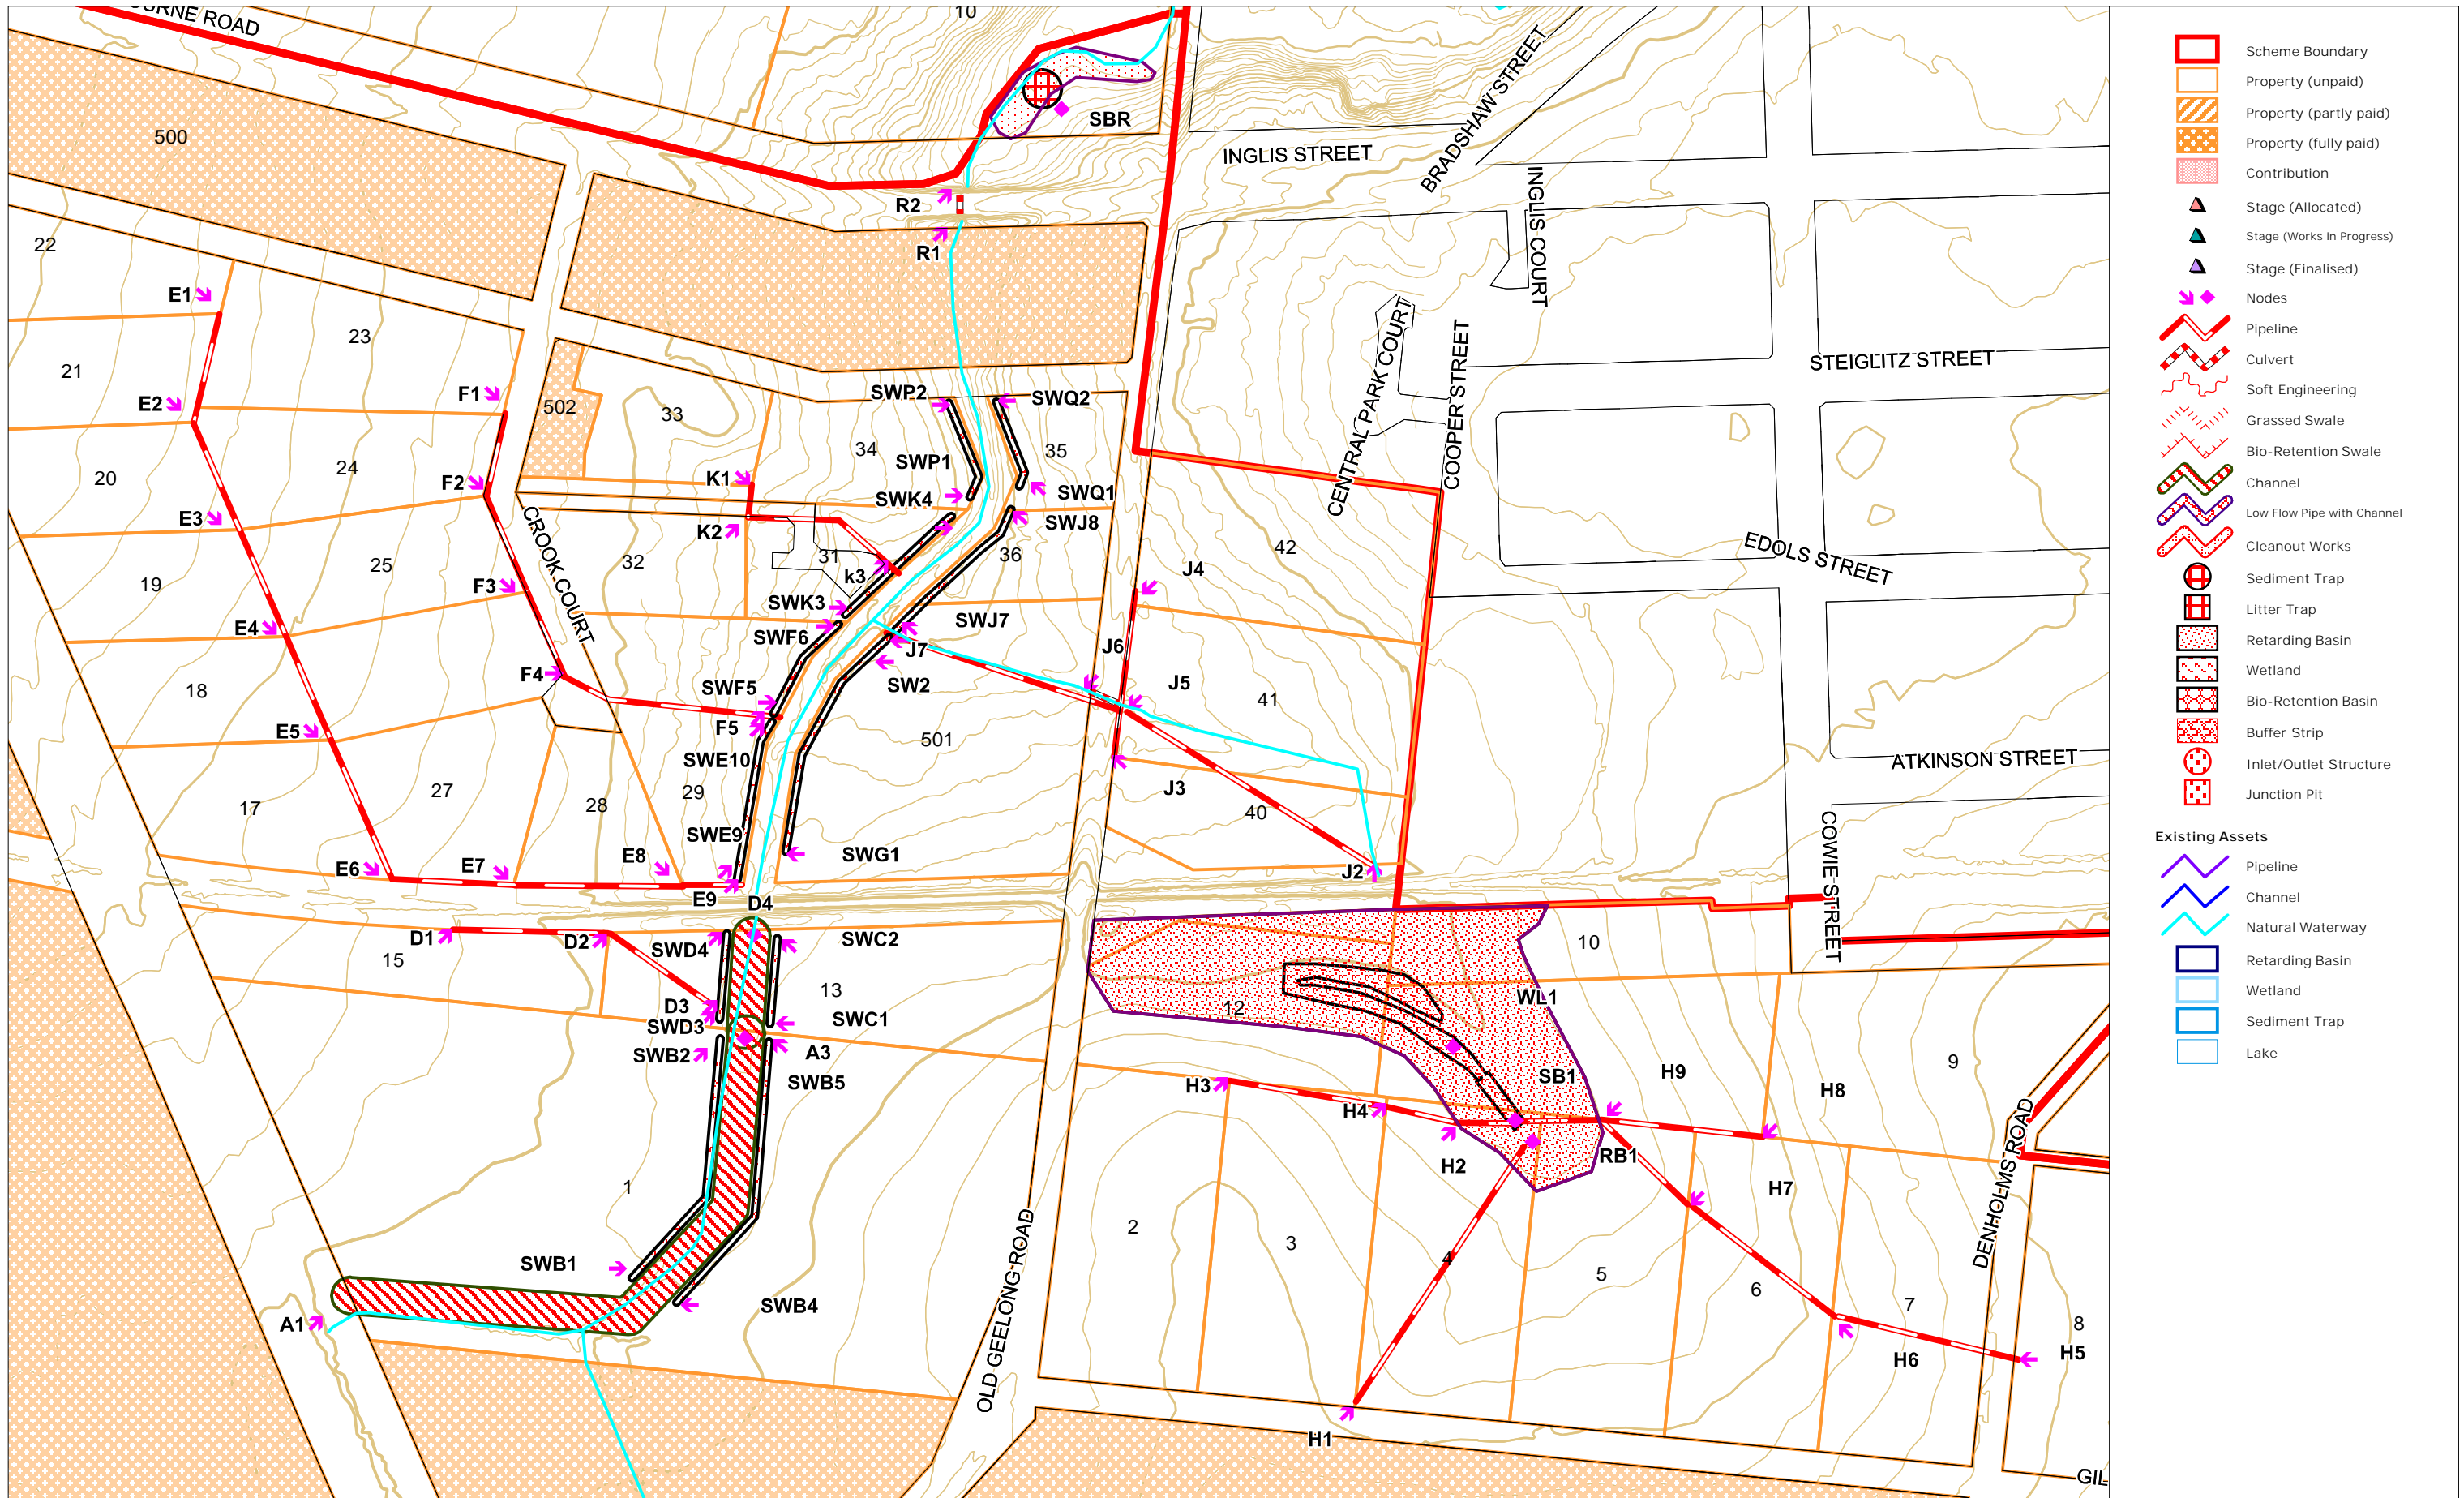 OURNE ROAD
10
500
SBR
INGLIS STREET
BRADSHAW STREET
INGLIS COURT
R2
R1
22
E1
23
21
E2
F1
502
33
SWP2
SWQ2
34
35
SWP1
CENTRAL PARK COURT
COOPER STREET
STEIGLITZ STREET
20
24
F2
K1
SWK4
SWQ1
E3
K2
SWJ8
CROOK COURT
42
EDOLS STREET
19
25
F3
32
31
k3
36
J4
SWK3
SWF6
SWJ7
E4
J7
J6
18
F4
SWF5
SW2
J5
41
E5
F5
501
SWE10
ATKINSON STREET
17
27
28
29
J3
40
SWE9
SWG1
COWIE STREET
E6
E7
E8
J2
E9
D4
D1
D2
SWD4
SWC2
10
15
13
WL1
12
D3
SWC1
SWD3
SWB2
A3
SWB5
SB1
H9
H8
9
H3
H4
H2
RB1
H7
DENHOLMS ROAD
1
2
3
4
5
6
7
8
SWB1
SWB4
A1
OLD GEELONG ROAD
H6
H5
H1
GIL
Scheme Boundary
Property (unpaid)
Property (partly paid)
Property (fully paid)
Contribution
Stage (Allocated)
Stage (Works in Progress)
Stage (Finalised)
Nodes
Pipeline
Culvert
Soft Engineering
Grassed Swale
Bio-Retention Swale
Channel
Low Flow Pipe with Channel
Cleanout Works
Sediment Trap
Litter Trap
Retarding Basin
Wetland
Bio-Retention Basin
Buffer Strip
Inlet/Outlet Structure
Junction Pit
Existing Assets
Pipeline
Channel
Natural Waterway
Retarding Basin
Wetland
Sediment Trap
Lake